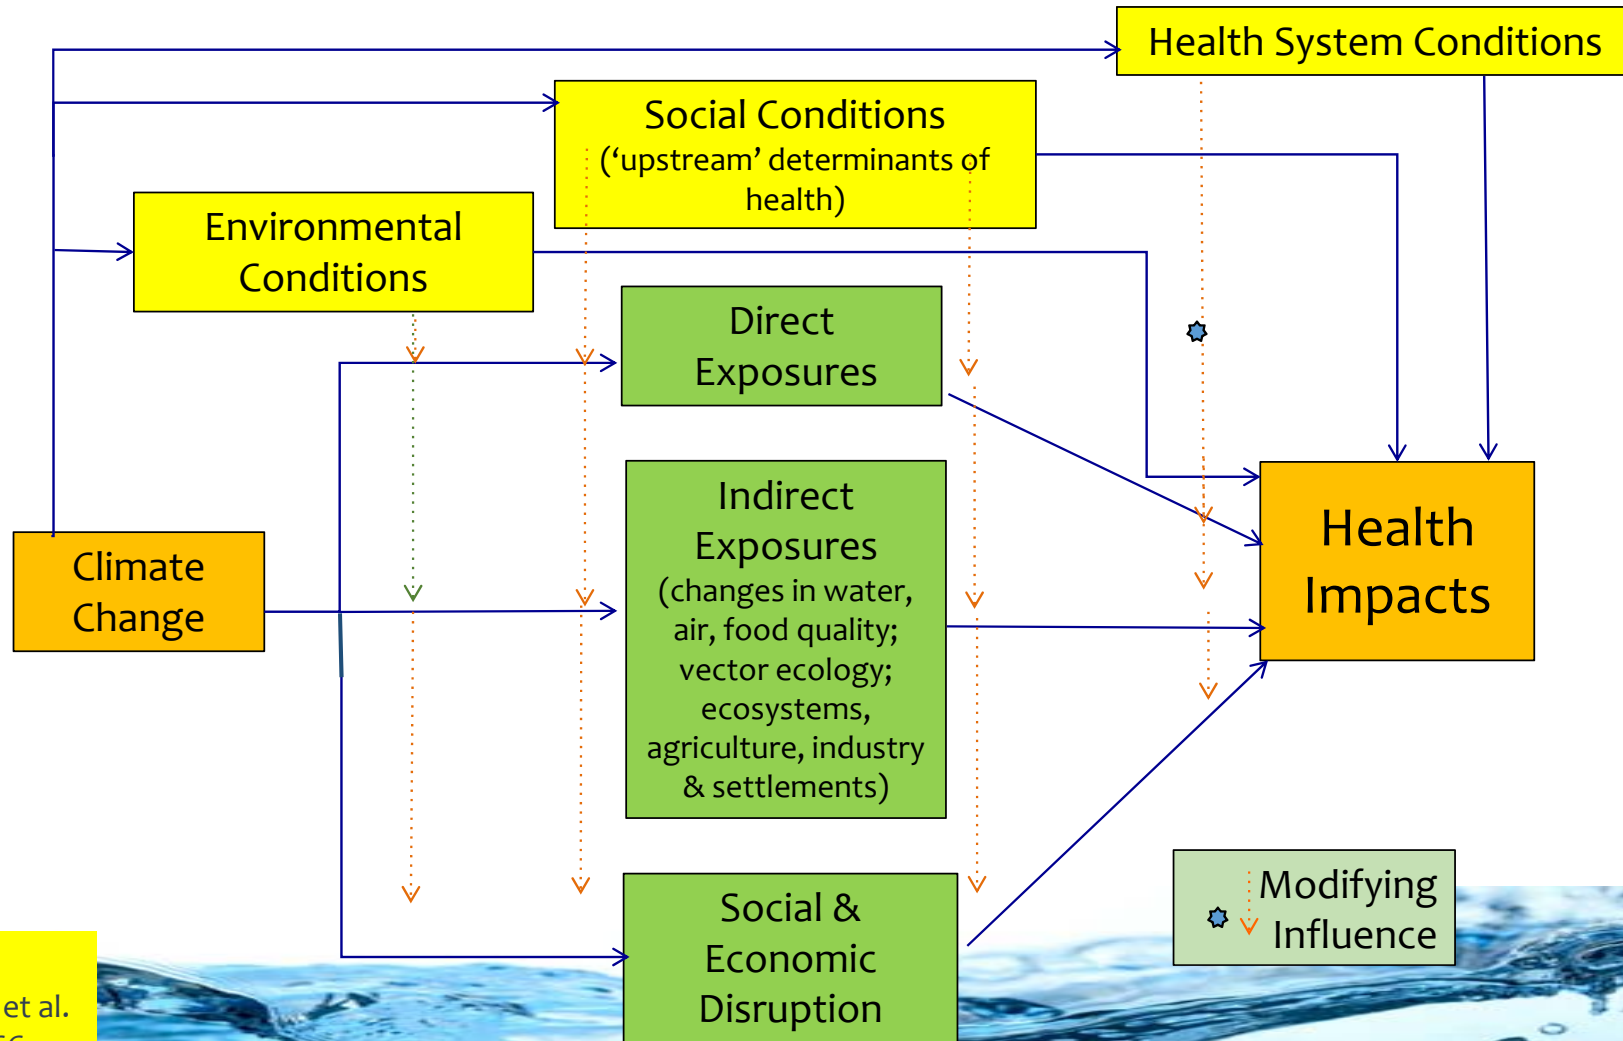 Health System Conditions
Social Conditions
(‘upstream’ determinants of
health)
Environmental
Conditions
Direct
Exposures
Indirect
Exposures
(changes in water,
air, food quality;
vector ecology;
ecosystems,
agriculture, industry
& settlements)
Climate
Change
Health
Impacts
Social &
Economic
Disruption
Modifying
Influence
et al.